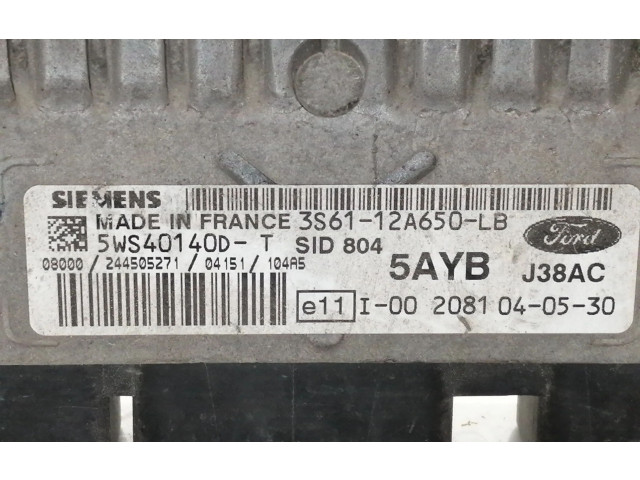 SIEMENS
MADE IN FRANCE 3S61-12A650-LB
5WS40140D-T SID 804
Ford
08000/244505271/04151/104A5
5AYB J38AC
e11 I-00 2081 04-05-30